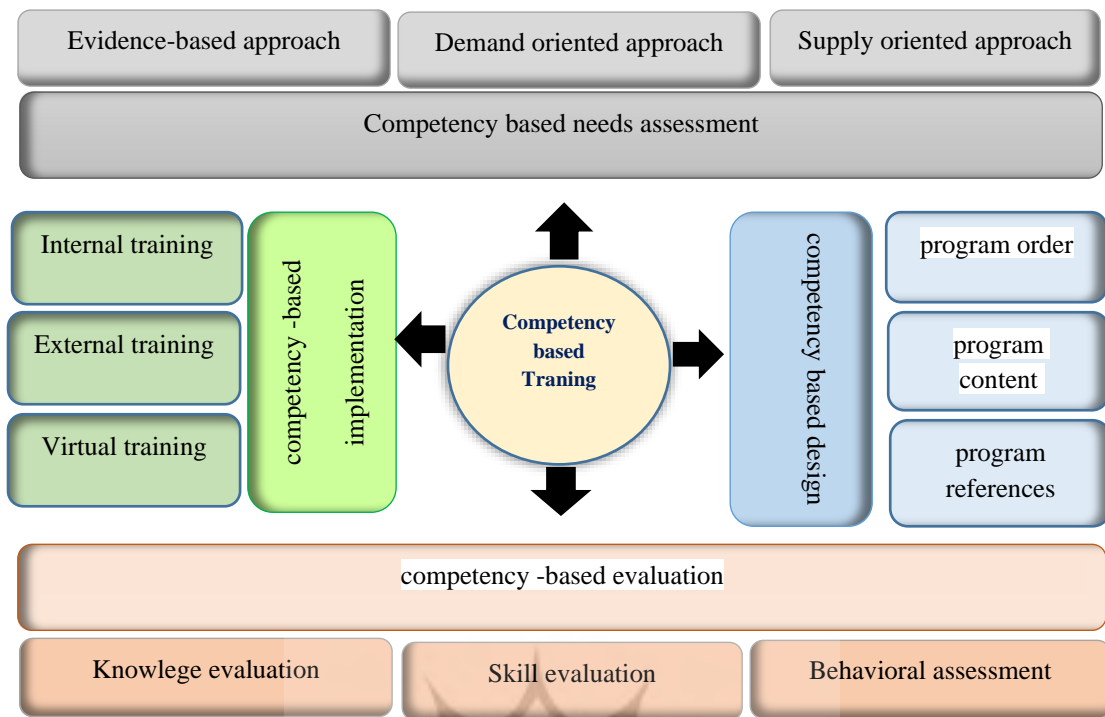 Evidence-based approach
Demand oriented approach
Supply oriented approach
Competency based needs assessment
Internal training
External training
Virtual training
competency -based
implementation
Competency
based
Traning
competency based design
program order
program
content
program
references
competency -based evaluation
Knowlege evaluation
Skill evaluation
Behavioral assessment